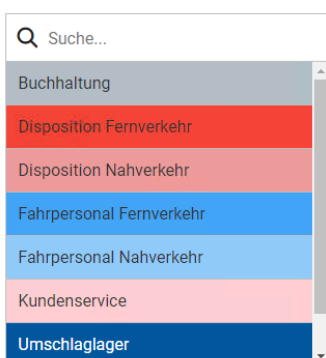 Suche...
Buchhaltung
Disposition Fernverkehr
Disposition Nahverkehr
Fahrpersonal Fernverkehr
Fahrpersonal Nahverkehr
Kundenservice
Umschlaglager